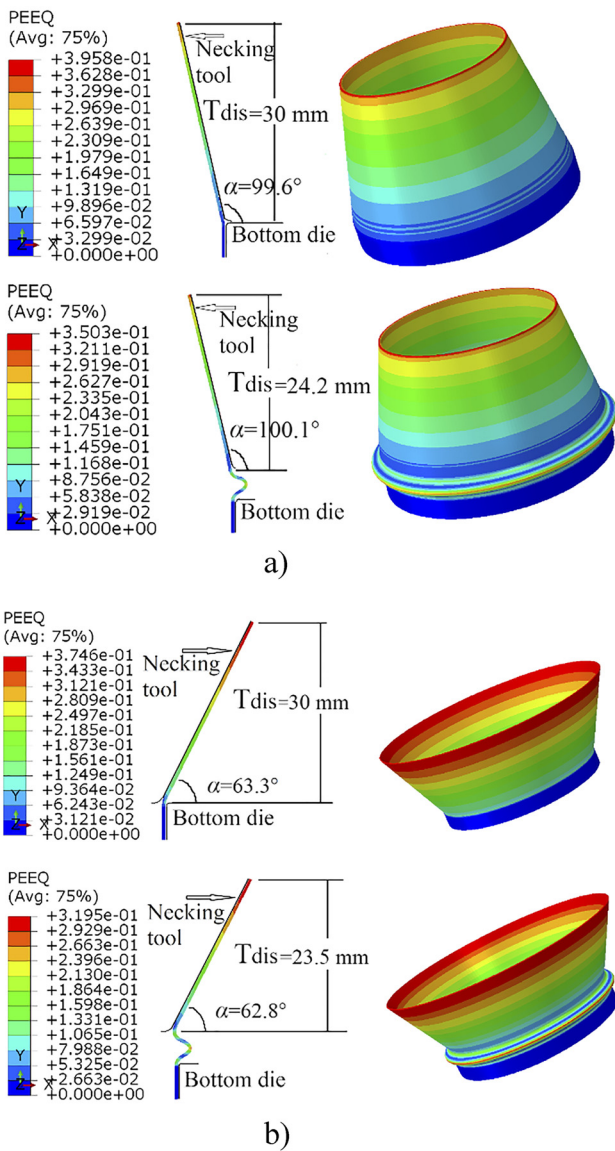 PEEQ
(Avg: 75%)
+3.958e-01
+3.628e-01
+3.299e-01
+2.969e-01
+2.639e-01
+2.309e-01
+1.979e-01
+1.649e-01
+1.319e-01
+9.896e-02
+6.597e-02
+3.299e-02
+0.000e+00
Y
Z
X
Necking
tool
Tdis=30 mm
α=99.6°
Bottom die
PEEQ
(Avg: 75%)
+3.503e-01
+3.211e-01
+2.919e-01
+2.627e-01
+2.335e-01
+2.043e-01
+1.751e-01
+1.459e-01
+1.168e-01
+8.756e-02
+5.838e-02
+2.919e-02
+0.000e+00
Y
Z
X
Necking
tool
Tdis=24.2 mm
α=100.1°
Bottom die
a)
PEEQ
(Avg: 75%)
+3.746e-01
+3.433e-01
+3.121e-01
+2.809e-01
+2.497e-01
+2.185e-01
+1.873e-01
+1.561e-01
+1.249e-01
+9.364e-02
+6.243e-02
+3.121e-02
+0.000e+00
Y
Z
X
Necking
tool
Tdis=30 mm
α=63.3°
Bottom die
PEEQ
(Avg: 75%)
+3.195e-01
+2.929e-01
+2.663e-01
+2.396e-01
+2.130e-01
+1.864e-01
+1.598e-01
+1.331e-01
+1.065e-01
+7.988e-02
+5.325e-02
+2.663e-02
+0.000e+00
Y
Z
X
Necking
tool
Tdis=23.5 mm
α=62.8°
Bottom die
b)